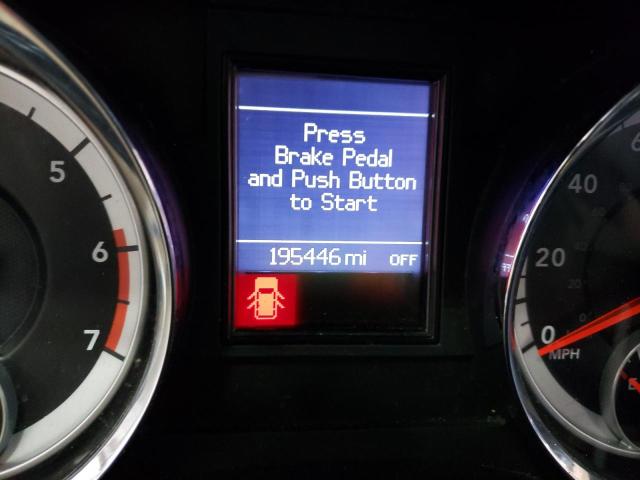 Press
Brake Pedal
and Push Button
to Start
195446 mi OFF
5
6
7
40
20
0
MPH